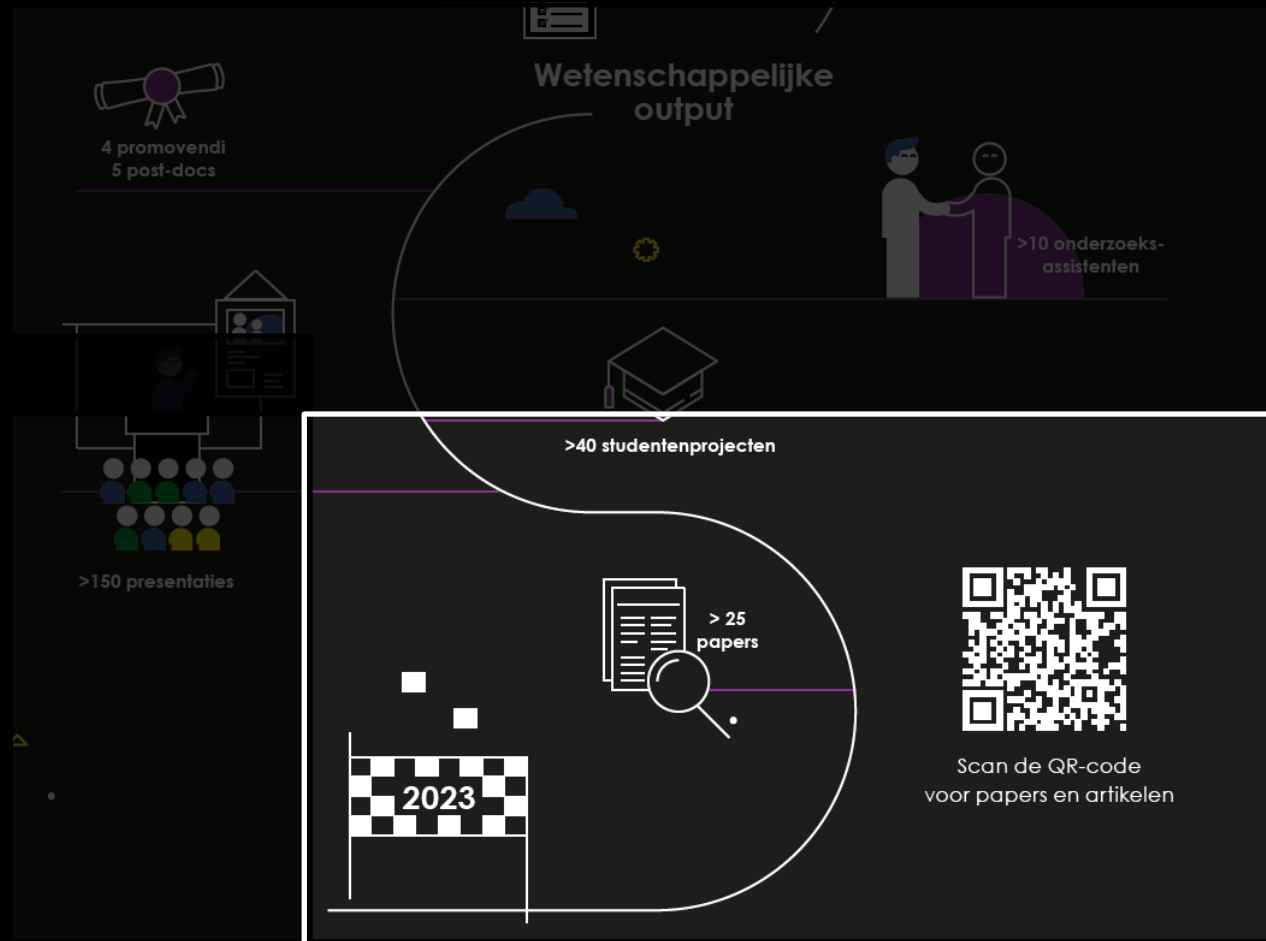 Wetenschappelijke
output
4 promovendi
5 post-docs
>10 onderzoeks-
assistenten
>40 studentenprojecten
>150 presentaties
> 25
papers
2023
Scan de QR-code
voor papers en artikelen